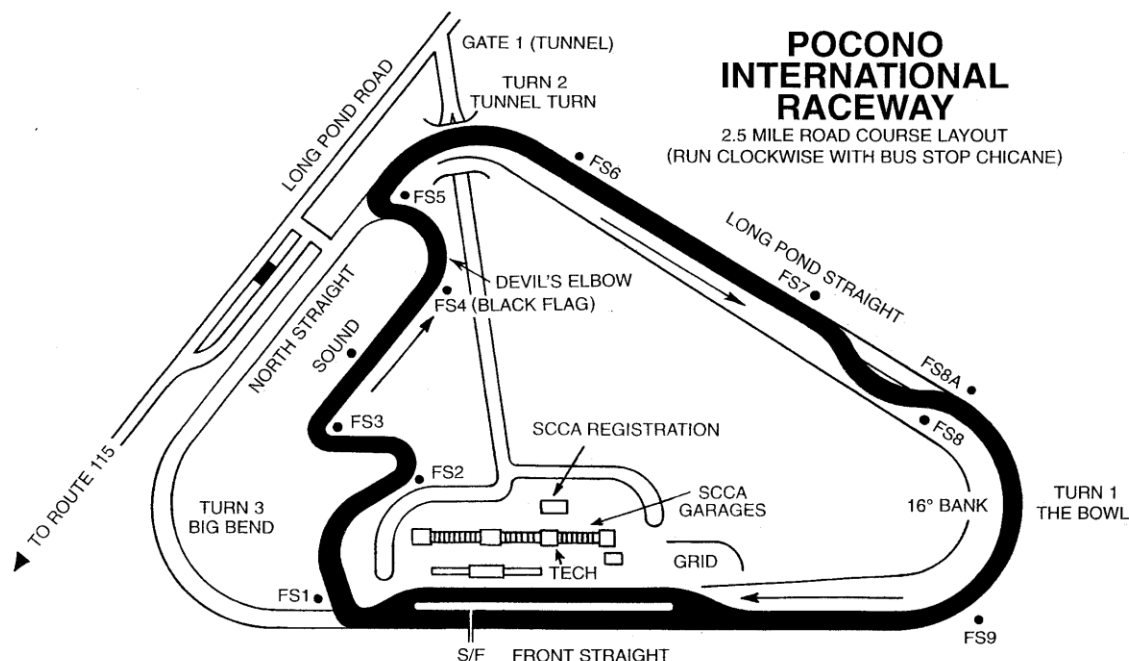 POCONO
INTERNATIONAL
RACEWAY
2.5 MILE ROAD COURSE LAYOUT
(RUN CLOCKWISE WITH BUS STOP CHICANE)
GATE 1 (TUNNEL)
TURN 2
TUNNEL TURN
LONG POND ROAD
FS6
FS5
LONG POND STRAIGHT
DEVIL'S ELBOW
FS7
FS4 (BLACK FLAG)
NORTH STRAIGHT
SOUND
FS8A
FS3
SCCA REGISTRATION
FS8
TO ROUTE 115
FS2
TURN 3
BIG BEND
SCCA
GARAGES
16° BANK
TURN 1
THE BOWL
TECH
GRID
FS1
FS9
S/F
FRONT STRAIGHT